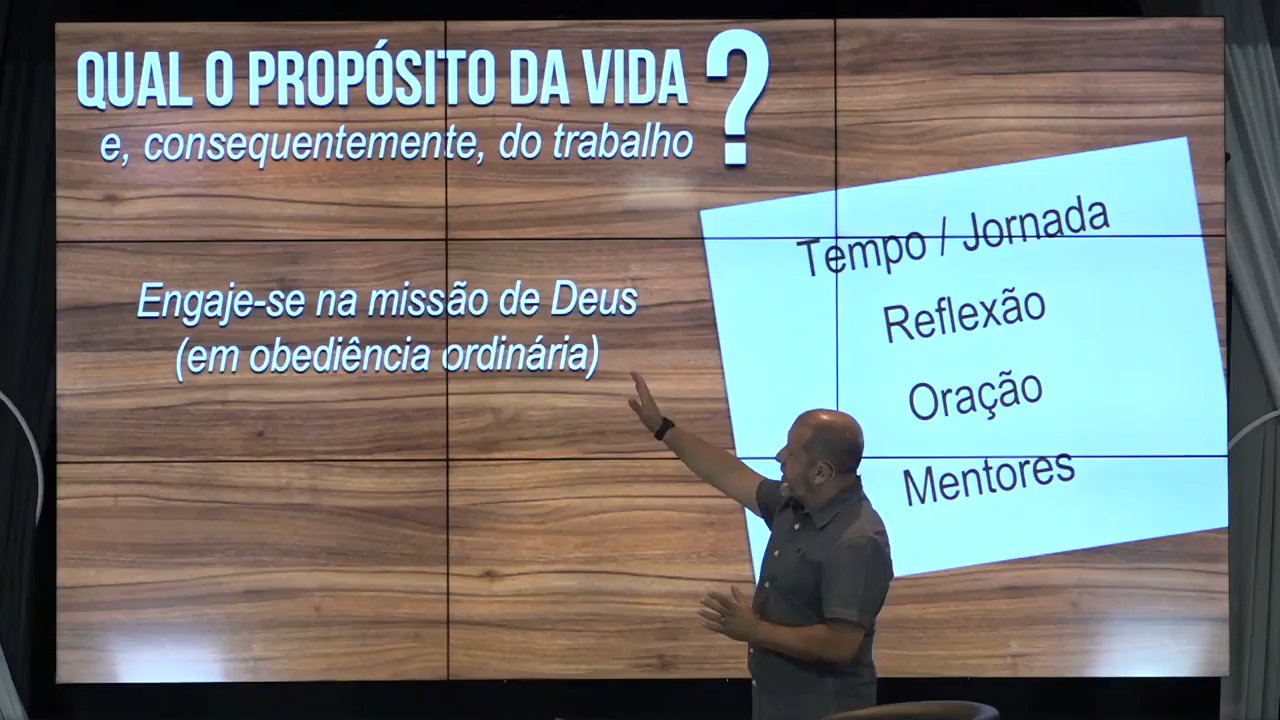 QUAL O PROPÓSITO DA VIDA
e, consequentemente, do trabalho ?
Engaje-se na missão de Deus
(em obediência ordinária)
Tempo / Jornada
Reflexão
Oração
Mentores